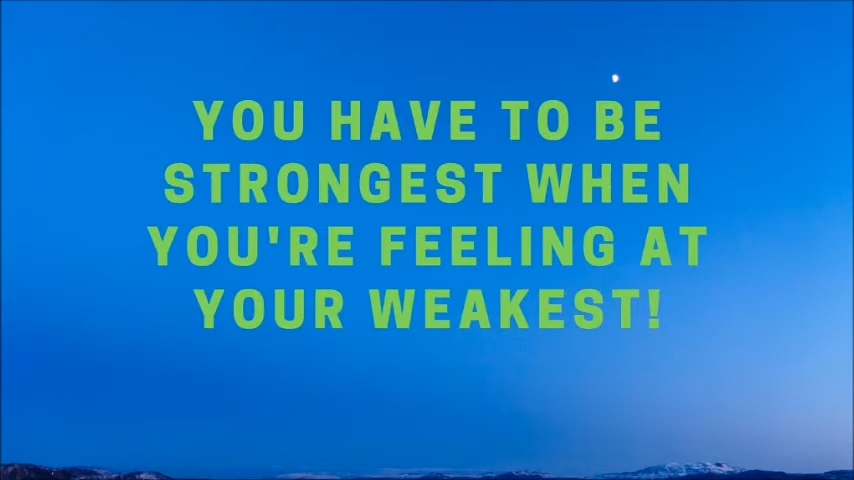 YOU HAVE TO BE
STRONGEST WHEN
YOU'RE FEELING AT
YOUR WEAKEST!